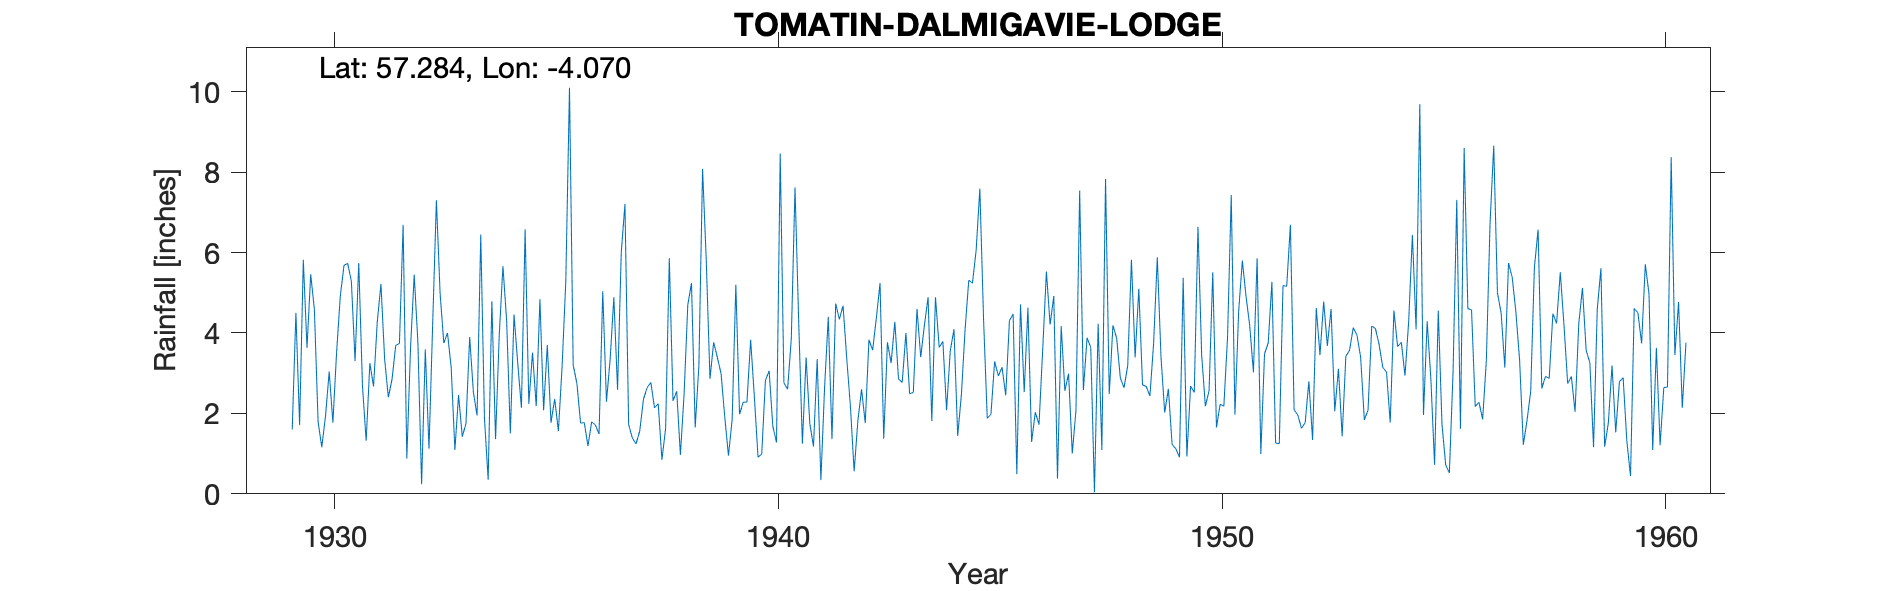 TOMATIN-DALMIGAVIE-LODGE
Lat: 57.284, Lon: -4.070
10
8
6
4
2
0
Rainfall [inches]
1930 1940 1950 1960
Year